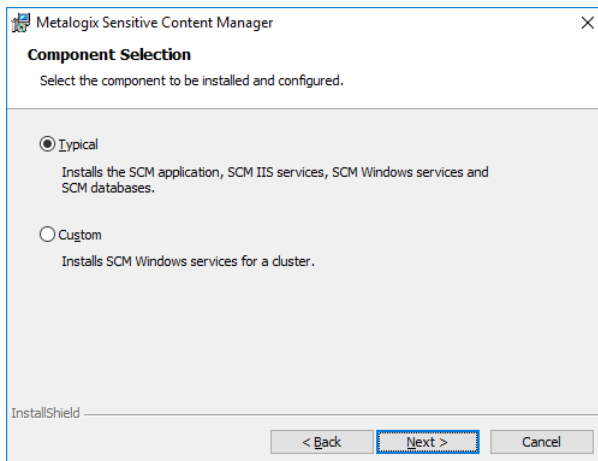 Metalogix Sensitive Content Manager
Component Selection
Select the component to be installed and configured.
Typical
Installs the SCM application, SCM IIS services, SCM Windows services and
SCM databases.
Custom
Installs SCM Windows services for a cluster.
InstallShield
< Back Next > Cancel